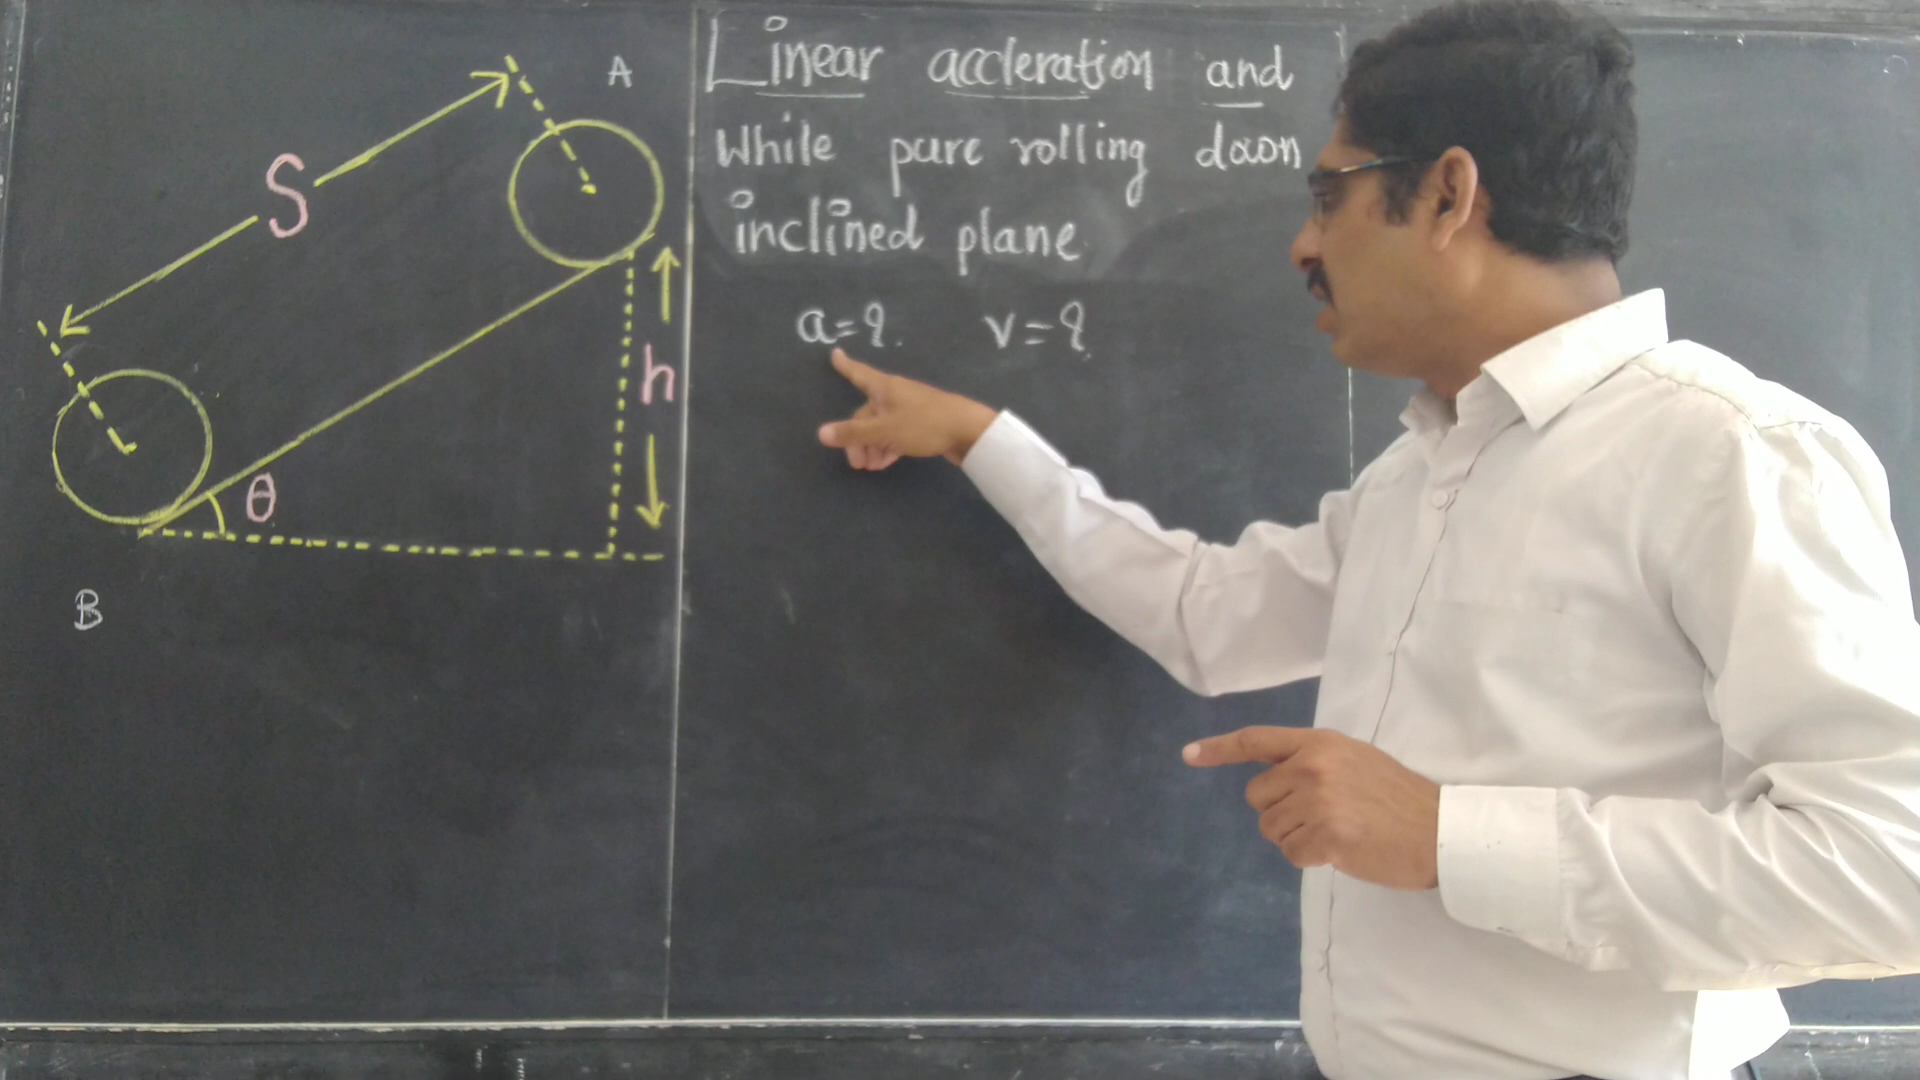 A
S
h
θ
B
Linear accleration and
While pure rolling down
inclined plane
a=? v=?